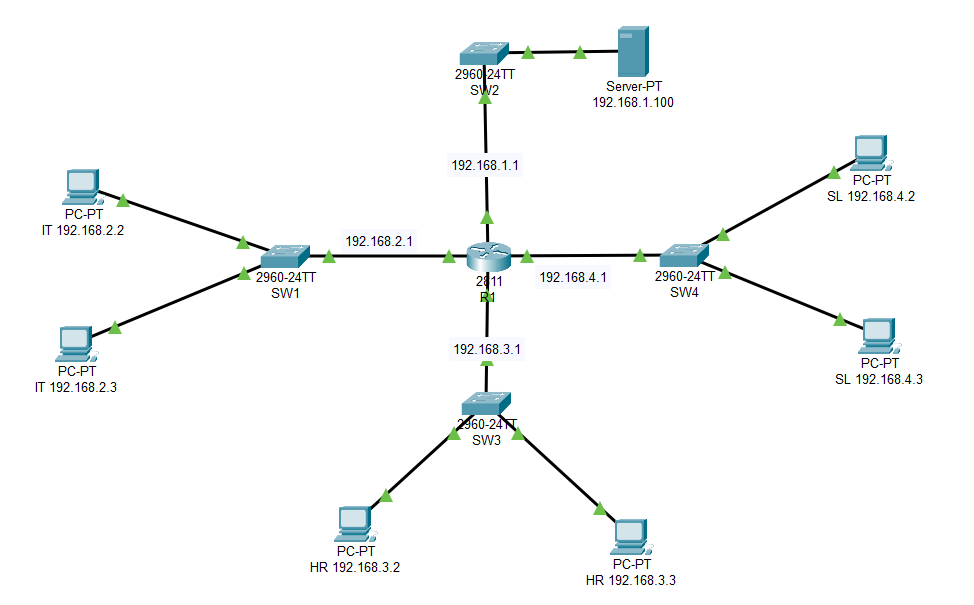 2960-24TT
SW2
Server-PT
192.168.1.100
192.168.1.1
PC-PT
IT 192.168.2.2
PC-PT
SL 192.168.4.2
192.168.2.1
2960-24TT
SW1
2811
R1
192.168.4.1
2960-24TT
SW4
PC-PT
IT 192.168.2.3
192.168.3.1
PC-PT
SL 192.168.4.3
2960-24TT
SW3
PC-PT
HR 192.168.3.2
PC-PT
HR 192.168.3.3